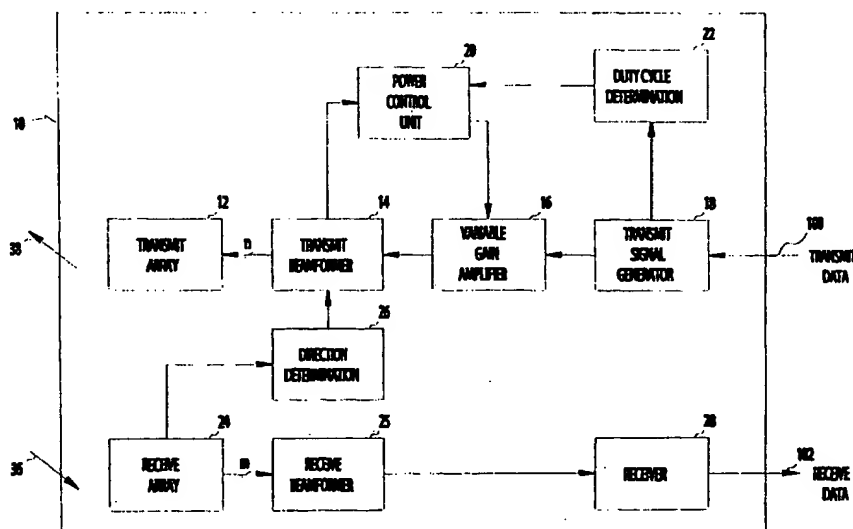 20
22
POWER
CONTROL
UNIT
DUTY CYCLE
DETERMINATION
10
12
14
16
18
100
33
TRANSMIT
ARRAY
TRANSMIT
BEAMFORMER
VARIABLE
GAIN
AMPLIFIER
TRANSMIT
SIGNAL
GENERATOR
TRANSMIT
DATA
26
DIRECTION
DETERMINATION
24
25
28
102
35
RECEIVE
ARRAY
RECEIVE
BEAMFORMER
RECEIVER
RECEIVE
DATA